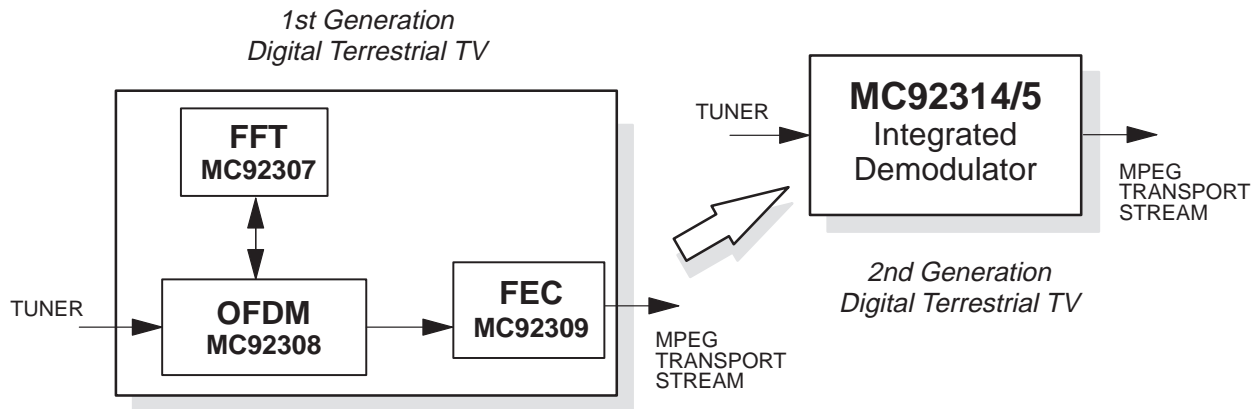 1st Generation
Digital Terrestrial TV
FFT
MC92307
TUNER
OFDM
MC92308
FEC
MC92309
MPEG
TRANSPORT
STREAM
TUNER
MC92314/5
Integrated
Demodulator
MPEG
TRANSPORT
STREAM
2nd Generation
Digital Terrestrial TV